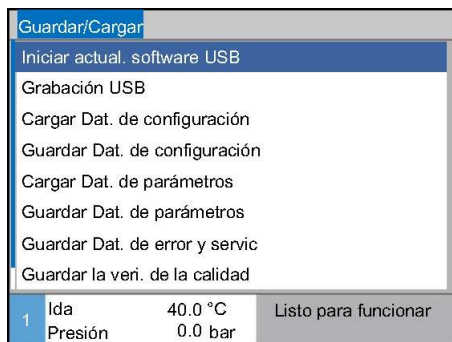 Guardar/Cargar
Iniciar actual. software USB
Grabación USB
Cargar Dat. de configuración
Guardar Dat. de configuración
Cargar Dat. de parámetros
Guardar Dat. de parámetros
Guardar Dat. de error y servic
Guardar la veri. de la calidad
1 Ida 40.0 °C Listo para funcionar
Presión 0.0 bar